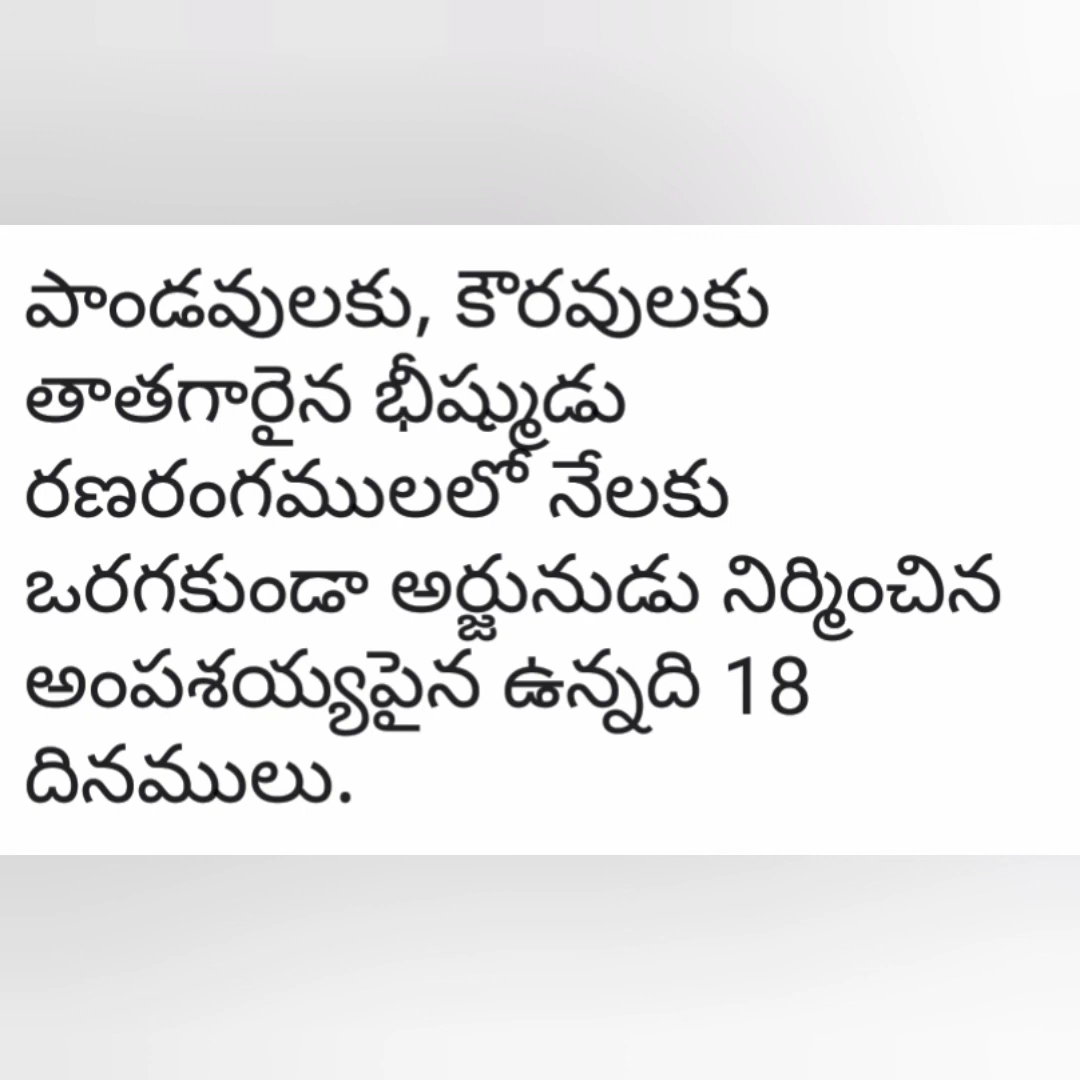 పాండవులకు, కౌరవులకు
తాతగారైన భీష్ముడు
రణరంగములలో నేలకు
ఒరగకుండా అర్జునుడు నిర్మించిన
అంపశయ్యపైన ఉన్నది 18
దినములు.